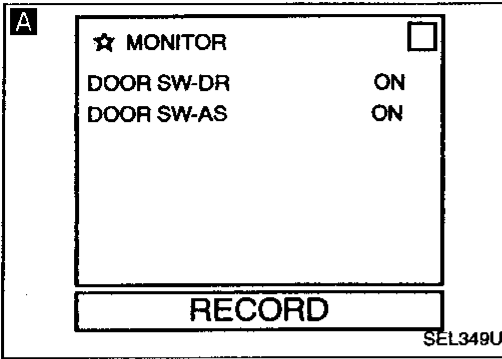 A
☆ MONITOR
DOOR SW-DR ON
DOOR SW-AS ON
RECORD
SEL349U